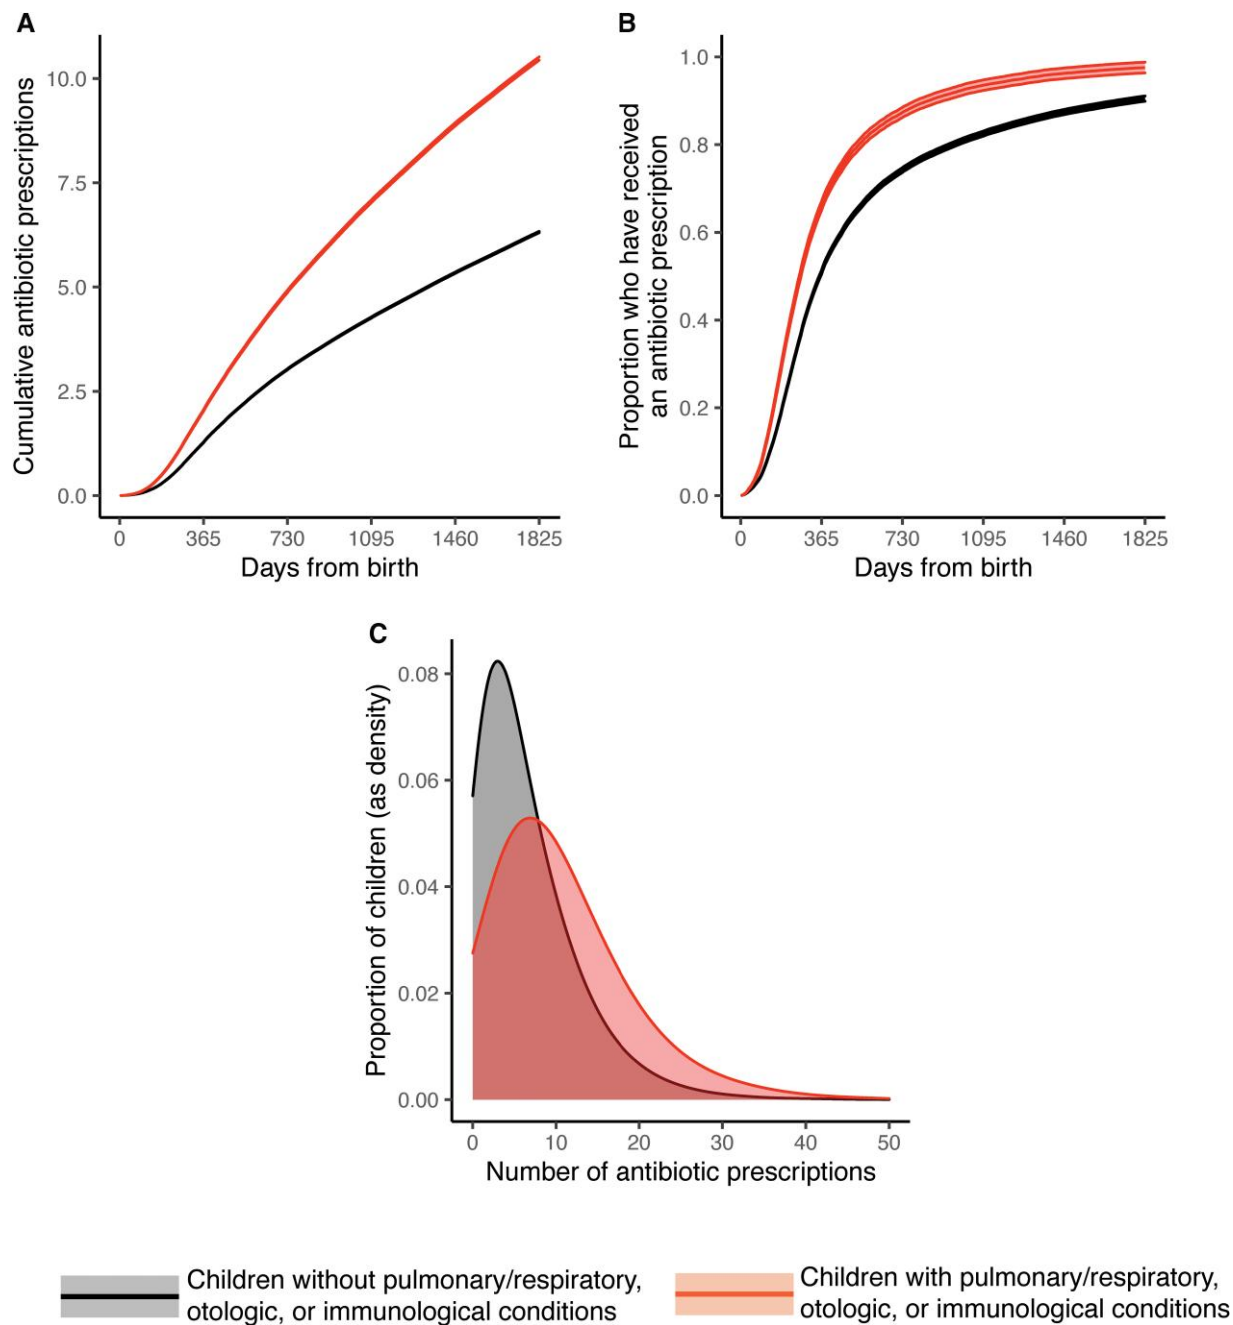 A
Cumulative antibiotic prescriptions
10.0
7.5
5.0
2.5
0.0
0 365 730 1095 1460 1825
Days from birth
B
Proportion who have received
an antibiotic prescription
1.0
0.8
0.6
0.4
0.2
0.0
0 365 730 1095 1460 1825
Days from birth
C
Proportion of children (as density)
0.08
0.06
0.04
0.02
0.00
0 10 20 30 40 50
Number of antibiotic prescriptions
Children without pulmonary/respiratory,
otologic, or immunological conditions
Children with pulmonary/respiratory,
otologic, or immunological conditions